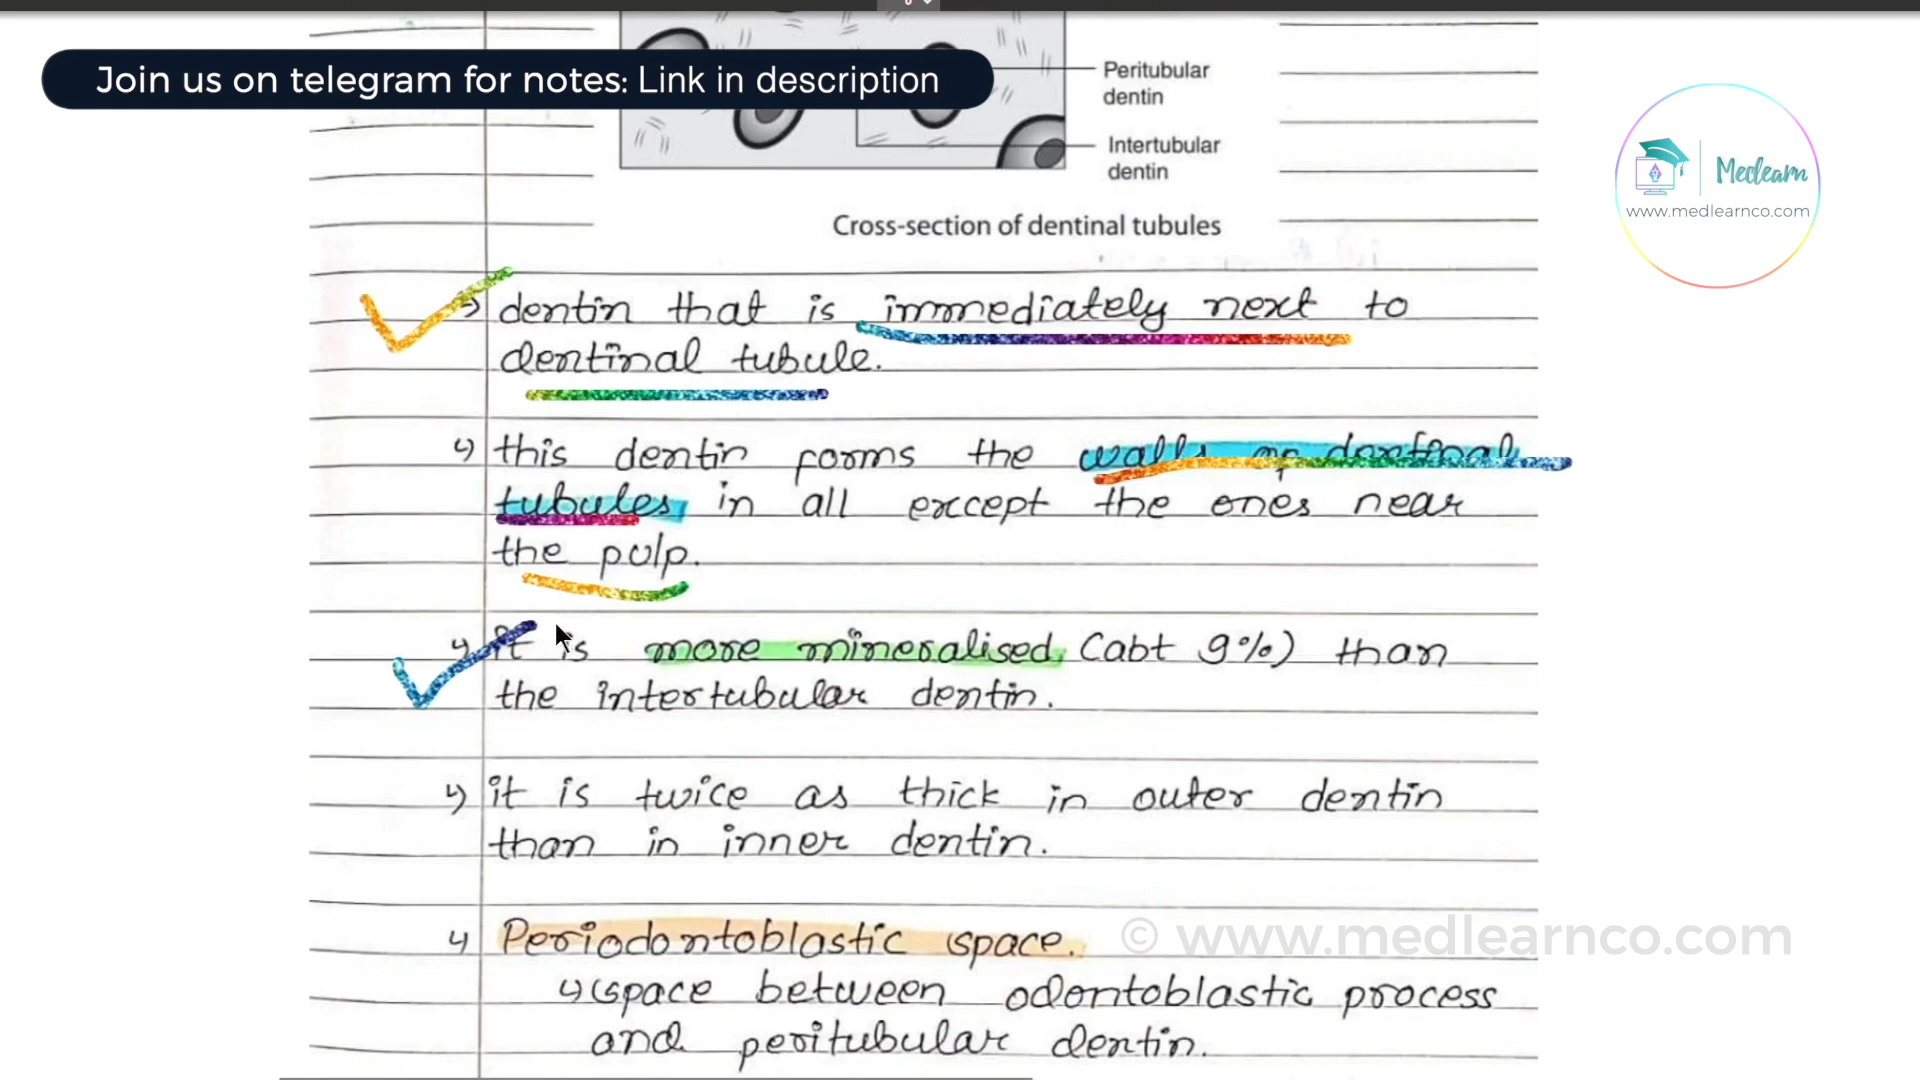 Join us on telegram for notes: Link in description
Peritubular
dentin
Intertubular
dentin
Medlearn
www.medlearnco.com
Cross-section of dentinal tubules
dentin that is immediately next to
dentinal tubule.
this dentin forms the walls of dentinal
tubules in all except the ones near
the pulp.
it is more mineralised (abt 9%) than
the intertubular dentin.
it is twice as thick in outer dentin
than in inner dentin.
Periodontoblastic space.
© www.medlearnco.com
space between odontoblastic process
and peritubular dentin.